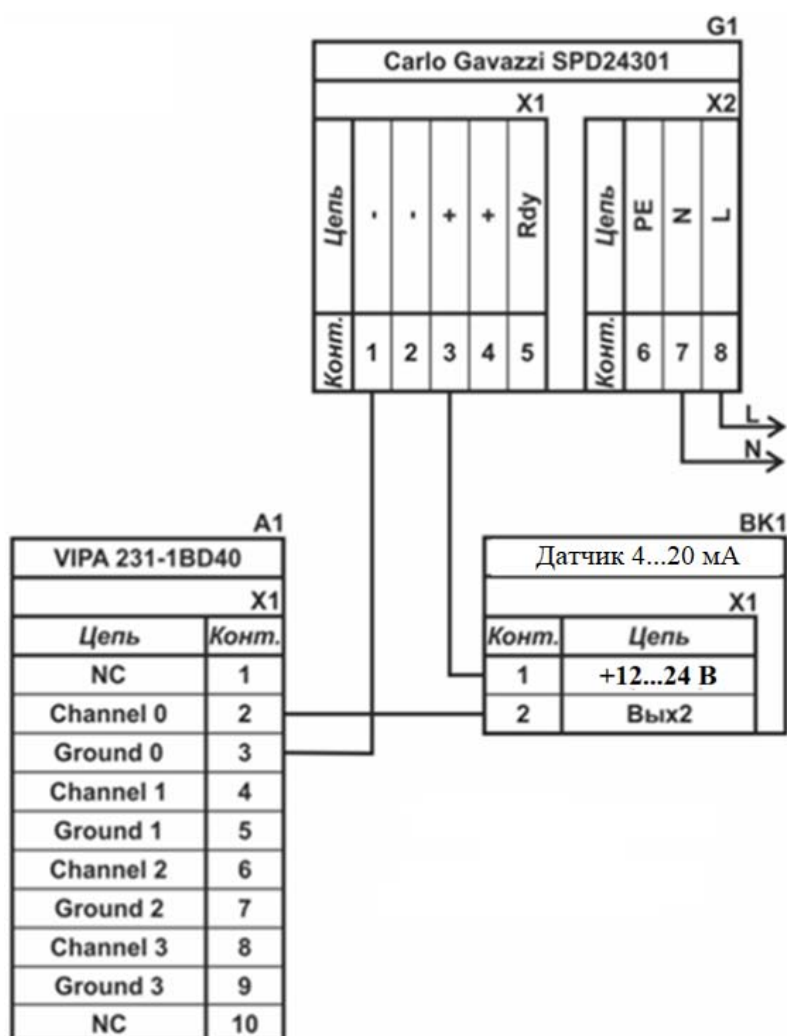 G1
Carlo Gavazzi SPD24301
X1 X2
Цепь - - + + Rdy Цепь PE N L
Конт. 1 2 3 4 5 Конт. 6 7 8
L
N
A1
VIPA 231-1BD40
X1
Цепь Конт.
NC 1
Channel 0 2
Ground 0 3
Channel 1 4
Ground 1 5
Channel 2 6
Ground 2 7
Channel 3 8
Ground 3 9
NC 10
BK1
Датчик 4...20 мА
X1
Конт. Цепь
1 +12...24 В
2 Вых2